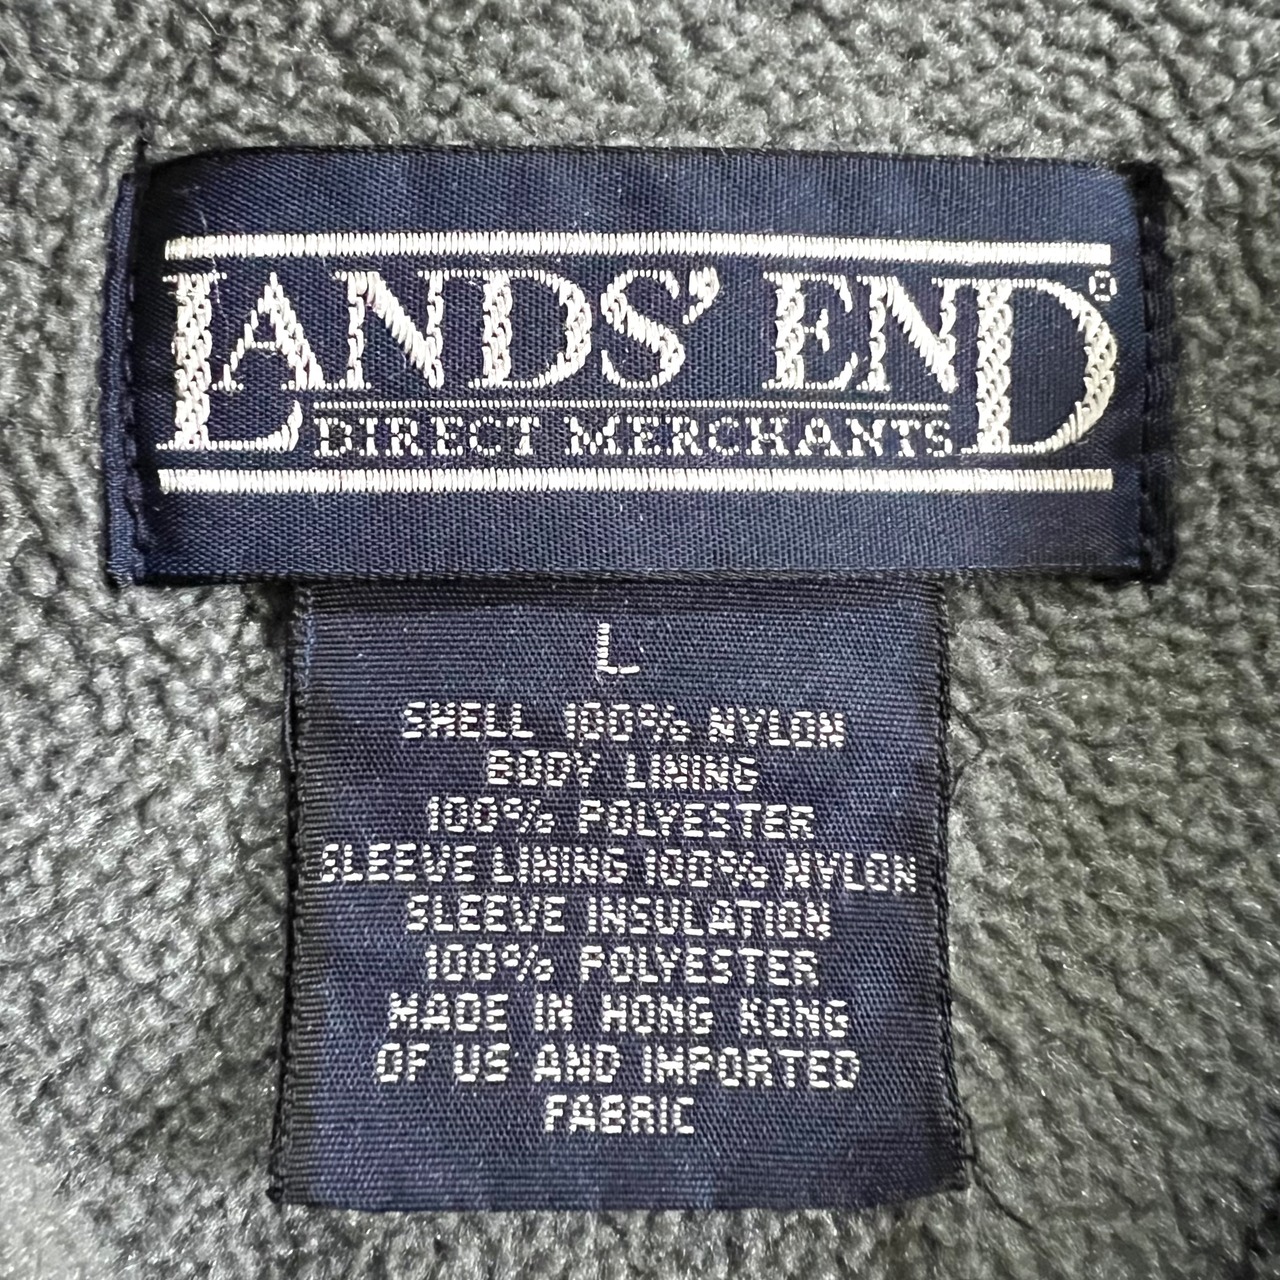 LANDS' END®
DIRECT MERCHANTS
L
SHELL 100% NYLON
BODY LINING
100% POLYESTER
SLEEVE LINING 100% NYLON
SLEEVE INSULATION
100% POLYESTER
MADE IN HONG KONG
OF US AND IMPORTED
FABRIC